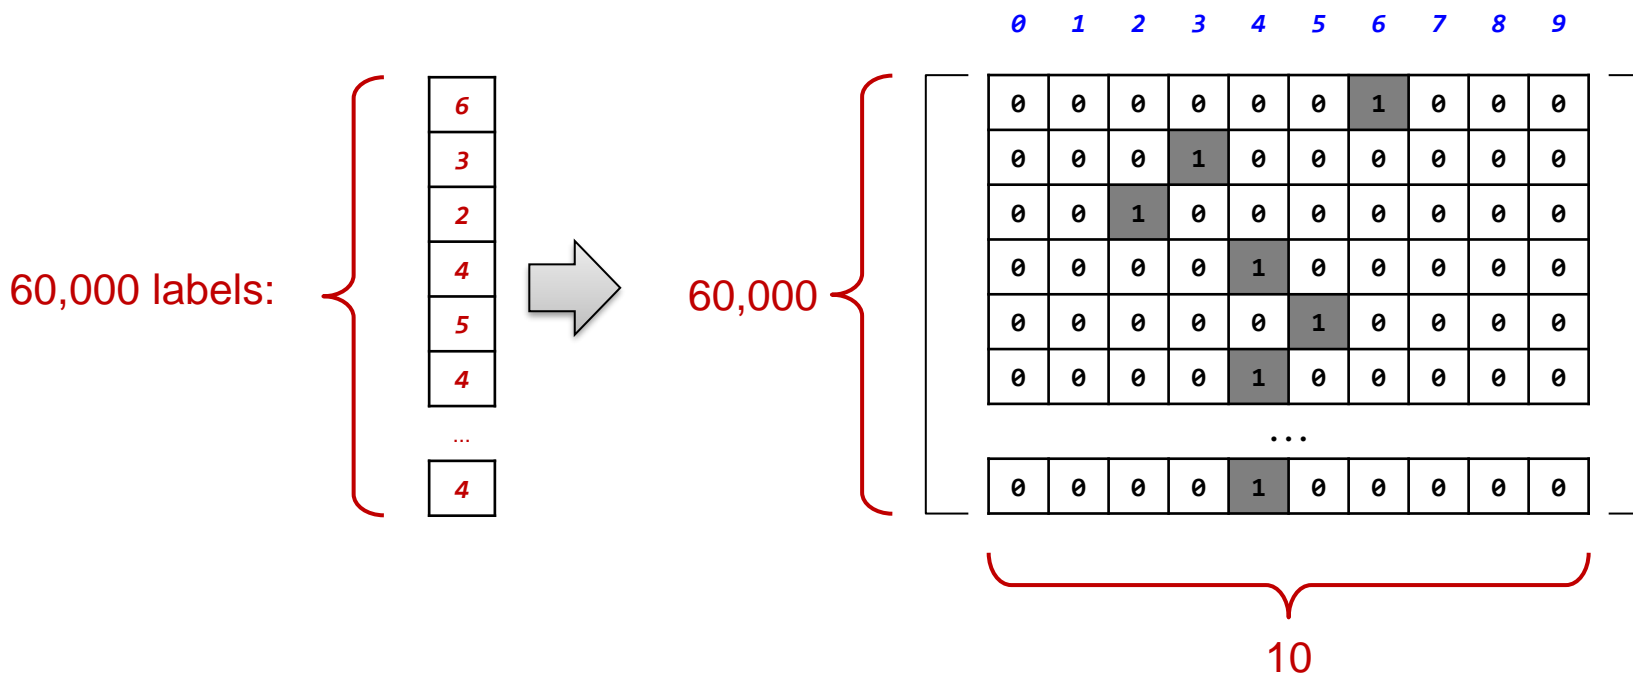 0 1 2 3 4 5 6 7 8 9
6
3
2
4
5
4
...
4
60,000 labels:
60,000
0 0 0 0 0 0 1 0 0 0
0 0 0 1 0 0 0 0 0 0
0 0 1 0 0 0 0 0 0 0
0 0 0 0 1 0 0 0 0 0
0 0 0 0 0 1 0 0 0 0
0 0 0 0 1 0 0 0 0 0
...
0 0 0 0 1 0 0 0 0 0
10